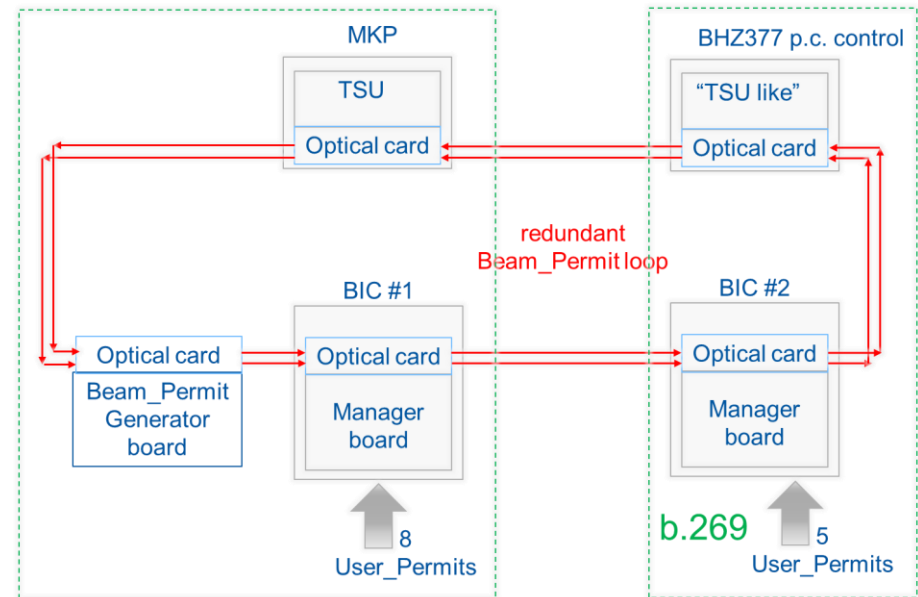 MKP
TSU
Optical card
BHZ377 p.c. control
“TSU like”
Optical card
redundant
Beam_Permit loop
BIC #1
Optical card
Manager
board
8
User_Permits
Optical card
Beam_Permit
Generator
board
BIC #2
Optical card
Manager
board
b.269
5
User_Permits